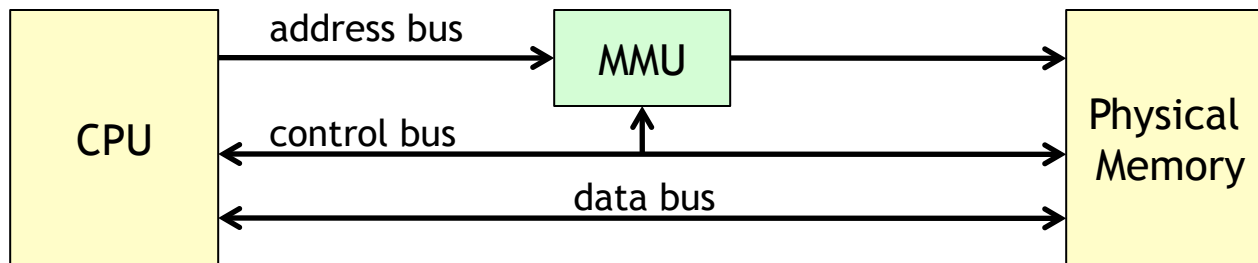 address bus
MMU
CPU
control bus
Physical
Memory
data bus